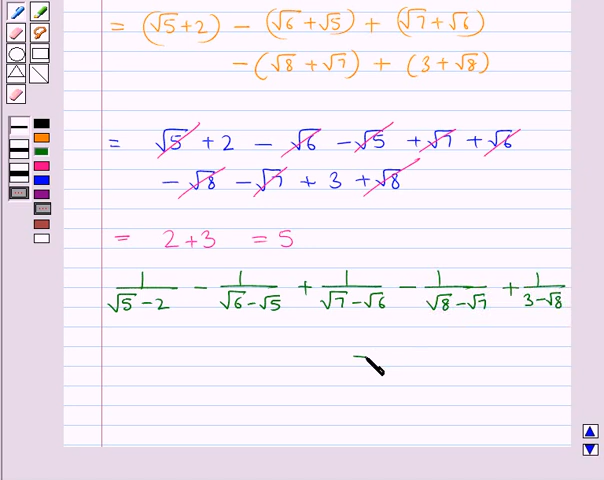 = (√5+2) - (√6+√5) + (√7+√6)
-(√8+√7) + (3+√8)
= √5 + 2 - √6 - √5 + √7 + √6
- √8 - √7 + 3 + √8
= 2+3 = 5
1/(√5-2) - 1/(√6-√5) + 1/(√7-√6) - 1/(√8-√7) + 1/(3-√8)